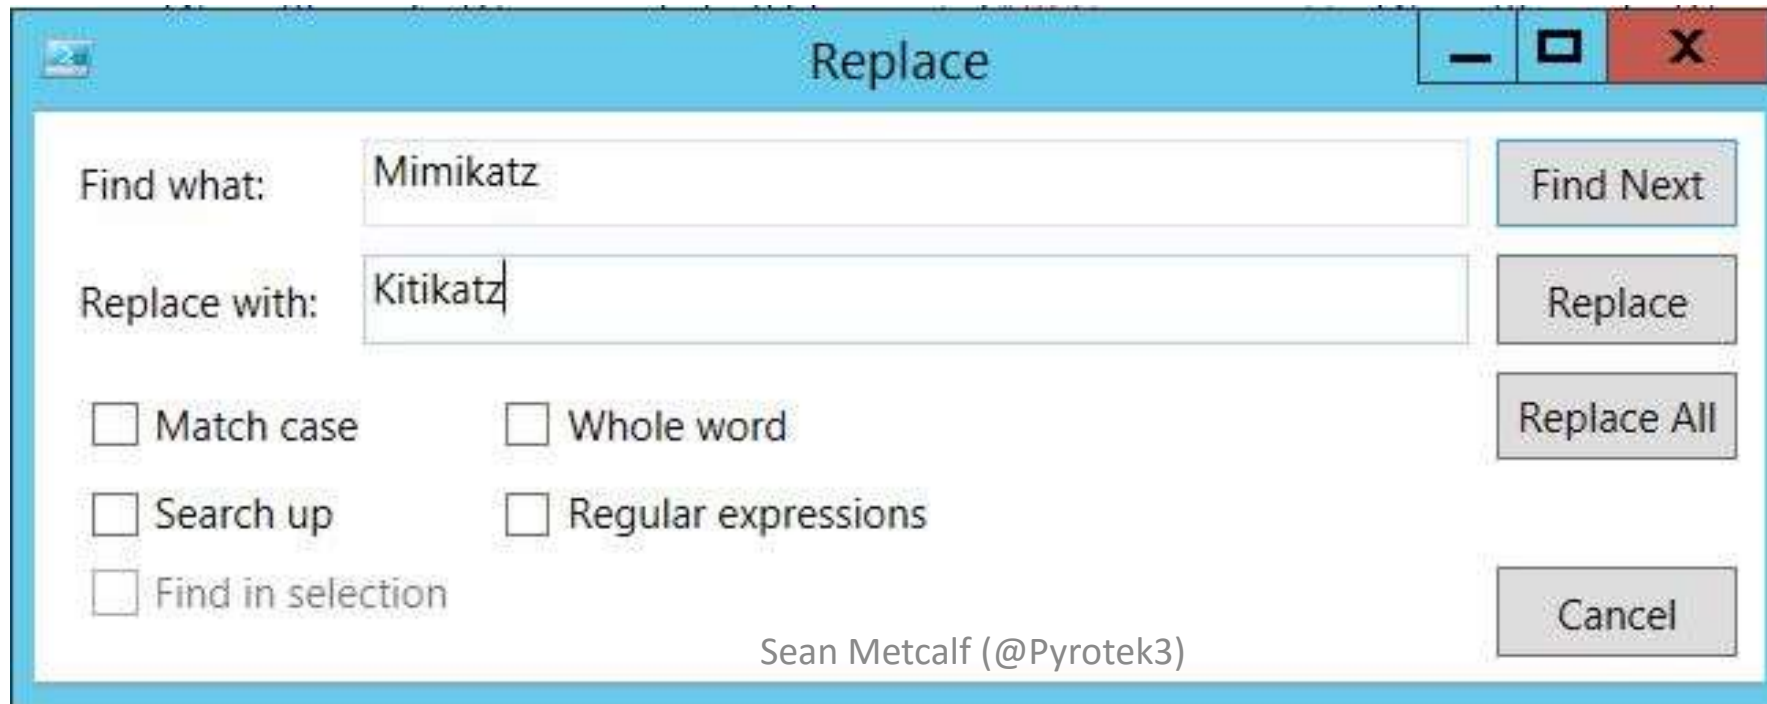 Replace
Find what: Mimikatz Find Next
Replace with: Kitikatz Replace
Match case Whole word Replace All
Search up Regular expressions
Find in selection
Cancel
Sean Metcalf (@Pyrotek3)